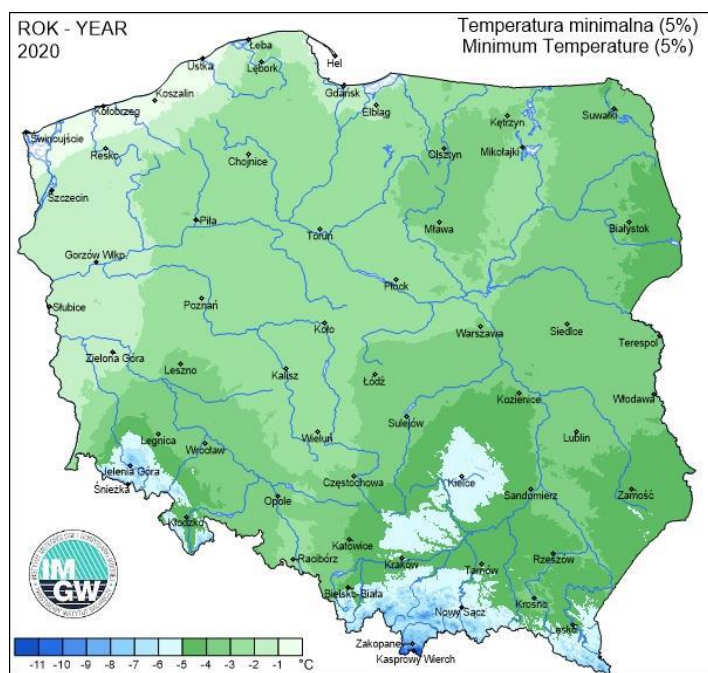 ROK - YEAR
2020
Temperatura minimalna (5%)
Minimum Temperature (5%)
Łeba
Hel
Ustka
Lębork
Gdańsk
Koszalin
Kołobrzeg
Elbląg
Kętrzyn
Suwałki
Świnoujście
Resko
Chojnice
Olsztyn
Mikołajki
Szczecin
Piła
Toruń
Mława
Białystok
Gorzów Wlkp.
Płock
Słubice
Poznań
Koło
Warszawa
Siedlce
Terespol
Zielona Góra
Leszno
Kalisz
Łódź
Kozienice
Włodawa
Sulejów
Legnica
Wrocław
Wieluń
Lublin
Jelenia Góra
Śnieżka
Opole
Częstochowa
Kielce
Sandomierz
Zamość
Kłodzko
Racibórz
Katowice
Kraków
Tarnów
Rzeszów
Bielsko-Biała
Nowy Sącz
Krosno
Lesko
Zakopane
Kasprowy Wierch
IM
GW
-11 -10 -9 -8 -7 -6 -5 -4 -3 -2 -1 °C